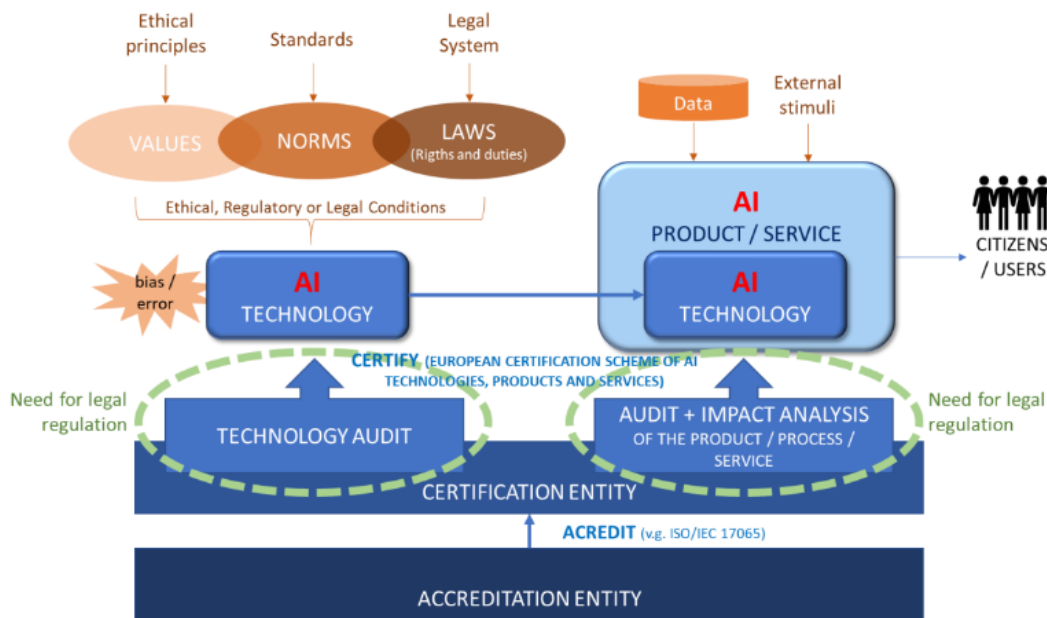 Ethical
principles
Standards
Legal
System
VALUES
NORMS
LAWS
(Rigths and duties)
Ethical, Regulatory or Legal Conditions
Data
External
stimuli
AI
PRODUCT / SERVICE
AI
TECHNOLOGY
CITIZENS
/ USERS
bias /
error
AI
TECHNOLOGY
CERTIFY (EUROPEAN CERTIFICATION SCHEME OF AI
TECHNOLOGIES, PRODUCTS AND SERVICES)
Need for legal
regulation
TECHNOLOGY AUDIT
AUDIT + IMPACT ANALYSIS
OF THE PRODUCT / PROCESS /
SERVICE
Need for legal
regulation
CERTIFICATION ENTITY
ACREDIT (v.g. ISO/IEC 17065)
ACCREDITATION ENTITY